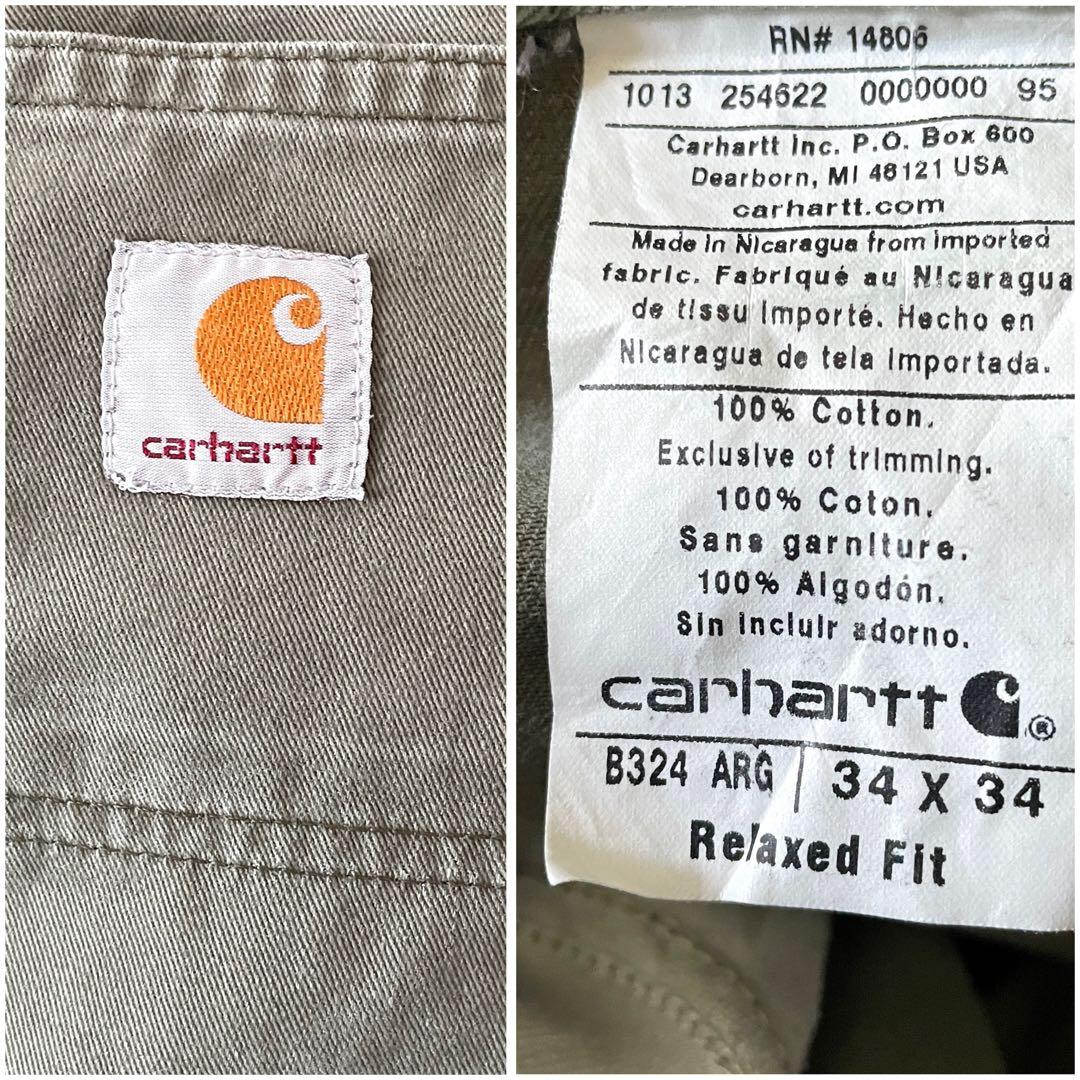 carhartt
RN# 14806
1013 254622 0000000 95
Carhartt Inc. P.O. Box 600
Dearborn, MI 48121 USA
carhartt.com
Made in Nicaragua from imported
fabric. Fabriqué au Nicaragua
de tissu importé. Hecho en
Nicaragua de tela importada.
100% Cotton.
Exclusive of trimming.
100% Coton.
Sans garniture.
100% Algodón.
Sin incluir adorno.
carhartt ®
B324 ARG | 34 X 34
Relaxed Fit